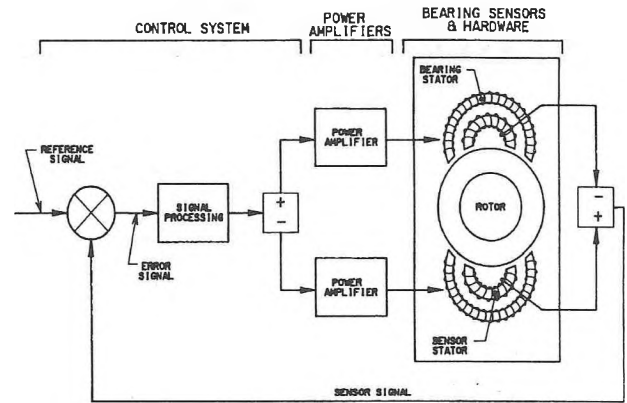 CONTROL SYSTEM
POWER
AMPLIFIERS
BEARING SENSORS
& HARDWARE
BEARING
STATOR
REFERENCE
SIGNAL
POWER
AMPLIFIER
SIGNAL
PROCESSING
+
-
ROTOR
-
+
ERROR
SIGNAL
POWER
AMPLIFIER
SENSOR
STATOR
SENSOR SIGNAL